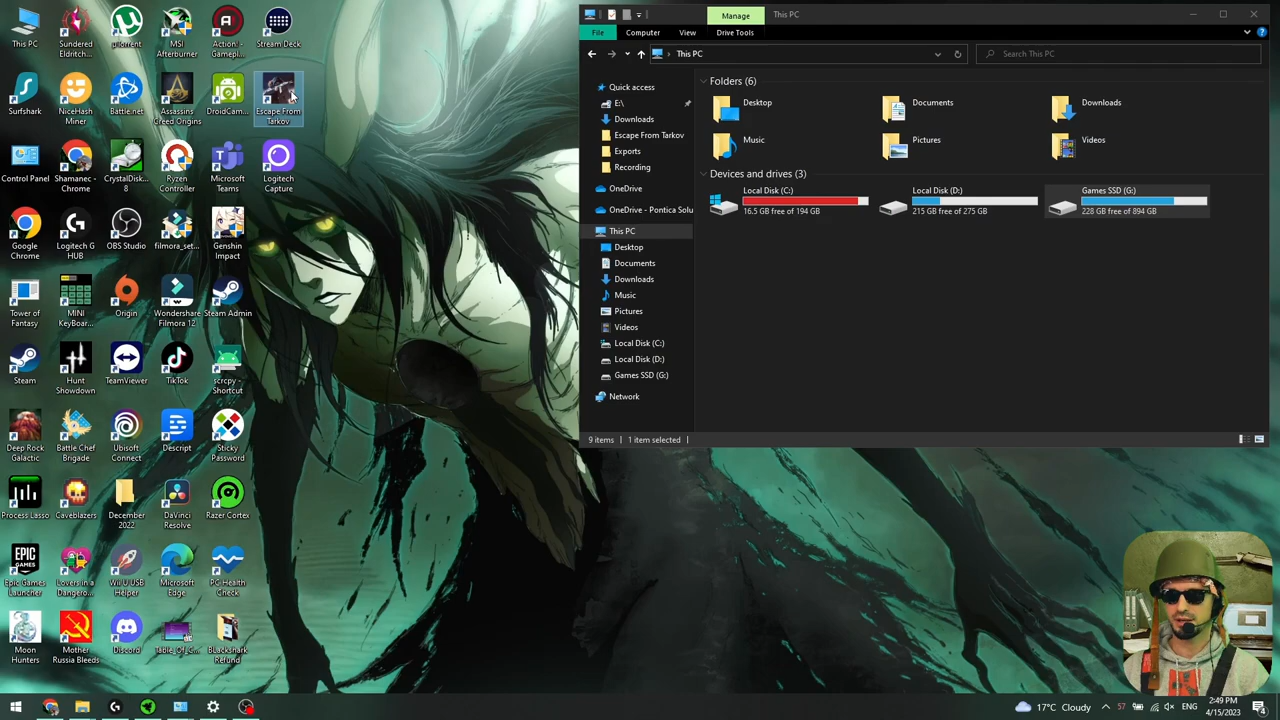 This PC
Sundered
Eldritch...
µTorrent
MSI
Afterburner
Action! -
Gamepl...
Stream Deck
Surfshark
NiceHash
Miner
Battle.net
Assassins
Creed Origins
DroidCam...
Escape From
Tarkov
Control Panel
Shamanec -
Chrome
CrystalDisk...
8
Ryzen
Controller
Microsoft
Teams
Logitech
Capture
Google
Chrome
Logitech G
HUB
OBS Studio
filmora_set...
Genshin
Impact
Tower of
Fantasy
MINI
KeyBoar...
Origin
Wondershare
Filmora 12
Steam Admin
Steam
Hunt
Showdown
TeamViewer
TikTok
scrcpy -
Shortcut
Deep Rock
Galactic
Battle Chef
Brigade
Ubisoft
Connect
Descript
Sticky
Password
Process Lasso
Caveblazers
December
2022
DaVinci
Resolve
Razer Cortex
EPIC
GAMES
Epic Games
Launcher
Lovers in a
Dangero...
Wii U USB
Helper
Microsoft
Edge
PC Health
Check
Moon
Hunters
Mother
Russia Bleeds
Discord
Table_Of_C...
BLacksnark
Refund
Manage
This PC
File
Computer
View
Drive Tools
This PC
Search This PC
Quick access
E:\
Downloads
Escape From Tarkov
Exports
Recording
OneDrive
OneDrive - Pontica Solu
This PC
Desktop
Documents
Downloads
Music
Pictures
Videos
Local Disk (C:)
Local Disk (D:)
Games SSD (G:)
Network
Folders (6)
Desktop
Documents
Downloads
Music
Pictures
Videos
Devices and drives (3)
Local Disk (C:)
16.5 GB free of 194 GB
Local Disk (D:)
215 GB free of 275 GB
Games SSD (G:)
228 GB free of 894 GB
9 items
1 item selected
17°C Cloudy
57
2:49 PM
4/15/2023
4